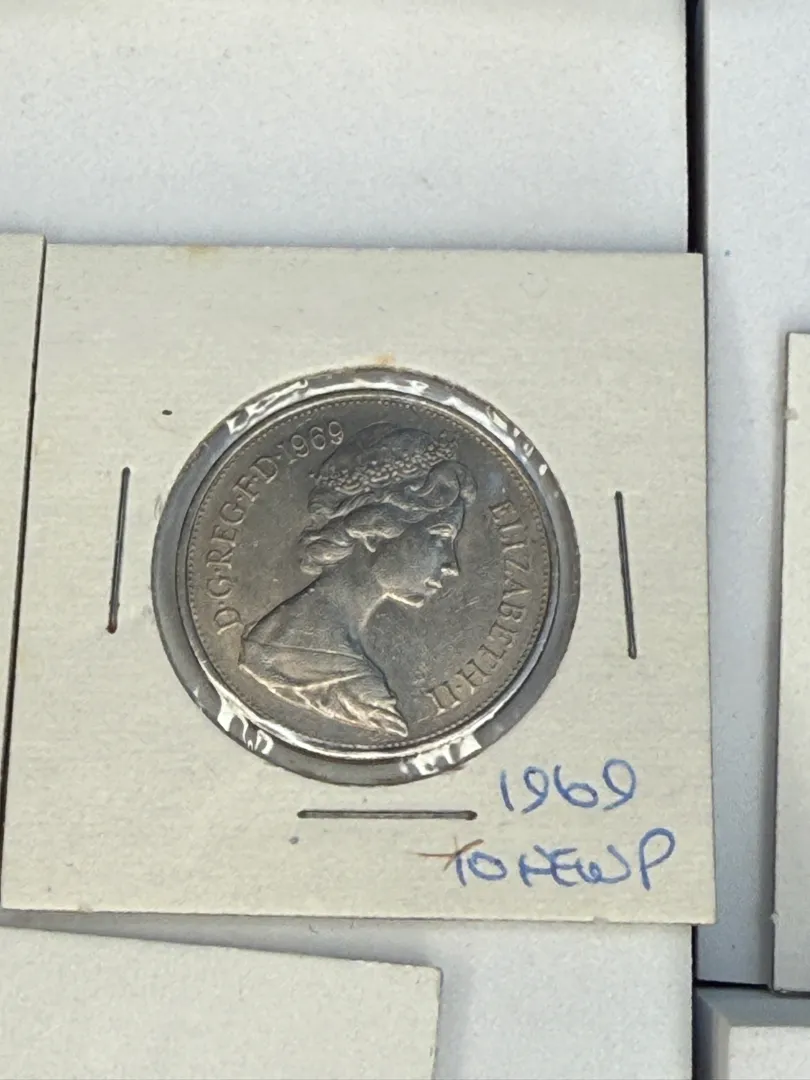 D·G·REG·F·D·1969
ELIZABETH·II
1969
10 NEW P